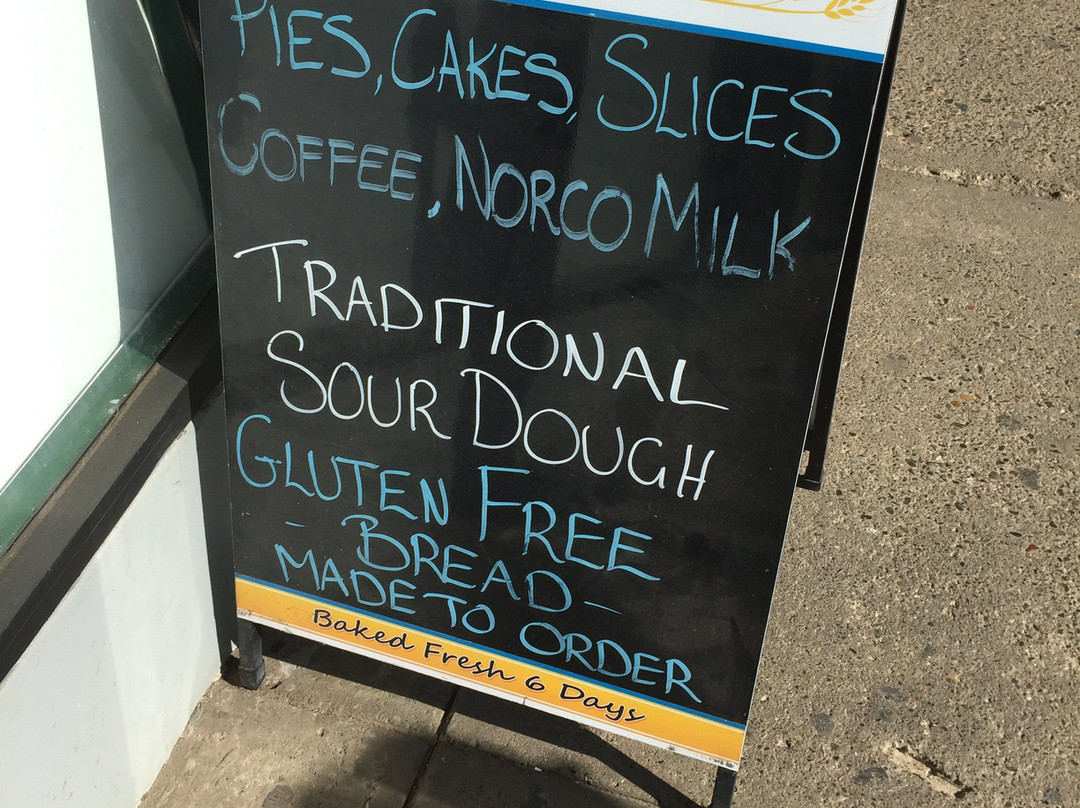 PIES, CAKES, SLICES
COFFEE, NORCO MILK
TRADITIONAL
SOUR DOUGH
GLUTEN FREE
- BREAD -
MADE TO ORDER
Baked Fresh 6 Days